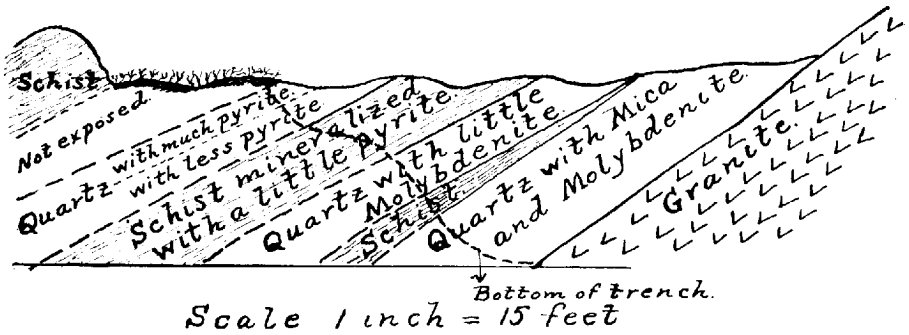 Schist
Not exposed.
Quartz with much pyrite
with less pyrite
Schist mineralized
with a little pyrite
Quartz with little
Molybdenite
Schist
Quartz with Mica
and Molybdenite
Granite.
Bottom of trench.
Scale 1 inch = 15 feet